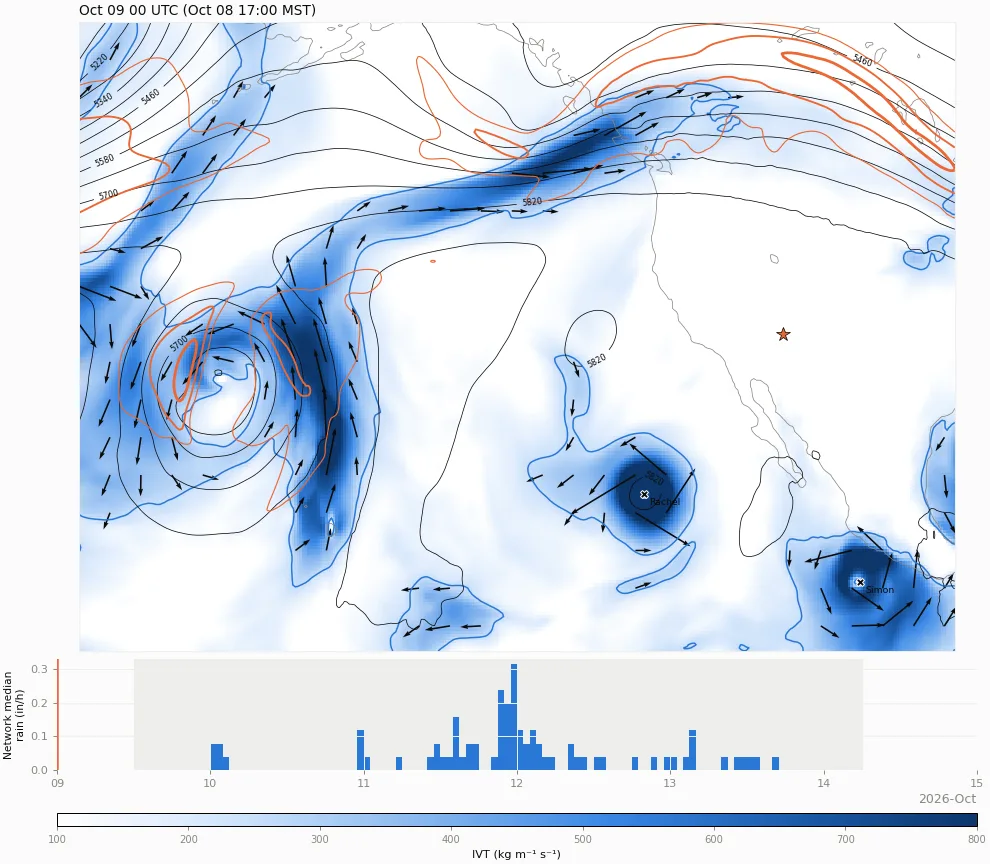 Oct 09 00 UTC (Oct 08 17:00 MST)
5220
5340
5460
5460
5580
5700
5820
5700
5820
5820
Rachel
Simon
Network median
rain (in/h)
0.3
0.2
0.1
0.0
09 10 11 12 13 14 15
2026-Oct
100 200 300 400 500 600 700 800
IVT (kg m⁻¹ s⁻¹)